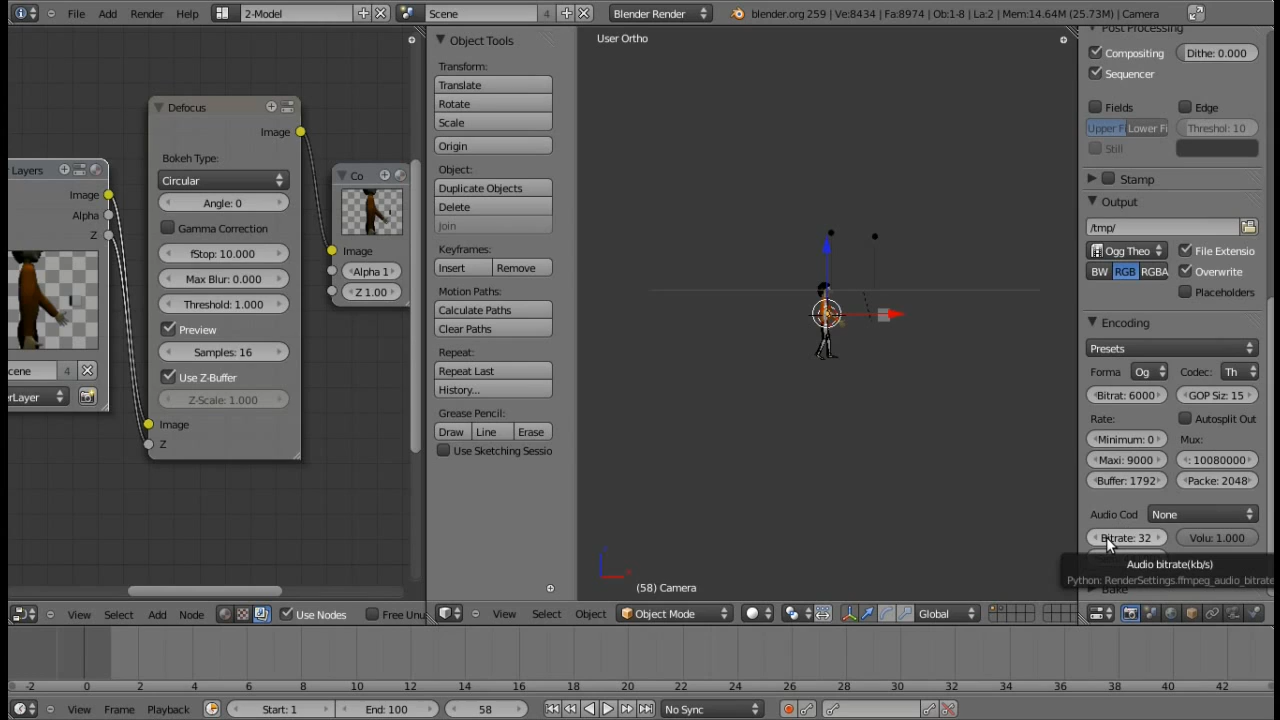 File Add Render Help 2-Model Scene 4 Blender Render blender.org 259 | Ve:8434 | Fa:8974 | Ob:1-8 | La:2 | Mem:14.64M (25.73M) | Camera
Layers
Image
Alpha
Z
cene 4
rLayer
Defocus
Image
Bokeh Type:
Circular
Angle: 0
Gamma Correction
fStop: 10.000
Max Blur: 0.000
Threshold: 1.000
Preview
Samples: 16
Use Z-Buffer
Z-Scale: 1.000
Image
Z
Co
Image
Alpha 1
Z 1.00
View Select Add Node Use Nodes Free Unu
Object Tools
Transform:
Translate
Rotate
Scale
Origin
Object:
Duplicate Objects
Delete
Join
Keyframes:
Insert Remove
Motion Paths:
Calculate Paths
Clear Paths
Repeat:
Repeat Last
History...
Grease Pencil:
Draw Line Erase
Use Sketching Sessio
User Ortho
(58) Camera
View Select Object Object Mode Global
Post Processing
Compositing Dithe: 0.000
Sequencer
Fields Edge
Upper F Lower Fi Threshol: 10
Still
Stamp
Output
/tmp/
Ogg Theo File Extensio
BW RGB RGBA Overwrite
Placeholders
Encoding
Presets
Forma Og Codec: Th
Bitrat: 6000 GOP Siz: 15
Rate: Autosplit Out
Minimum: 0 Mux:
Maxi: 9000 : 10080000
Buffer: 1792 Packe: 2048
Audio Cod None
Bitrate: 32 Volu: 1.000
Audio bitrate(kb/s)
Python: RenderSettings.ffmpeg_audio_bitrate
Bake
-2 0 2 4 6 8 10 12 14 16 18 20 22 24 26 28 30 32 34 36 38 40 42
View Frame Playback Start: 1 End: 100 58 No Sync